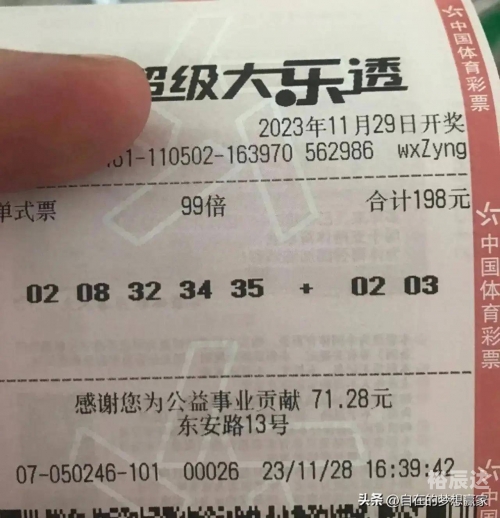 超级大乐透
2023年11月29日开奖
-110502-163970 562986 wxZyng
单式票 99倍 合计198元
02 08 32 34 35 + 02 03
感谢您为公益事业贡献 71.28元
东安路13号
07-050246-101 00026 23/11/28 16:39:42
中国体育彩票
中国体育彩票
头条 @自在的梦想赢家